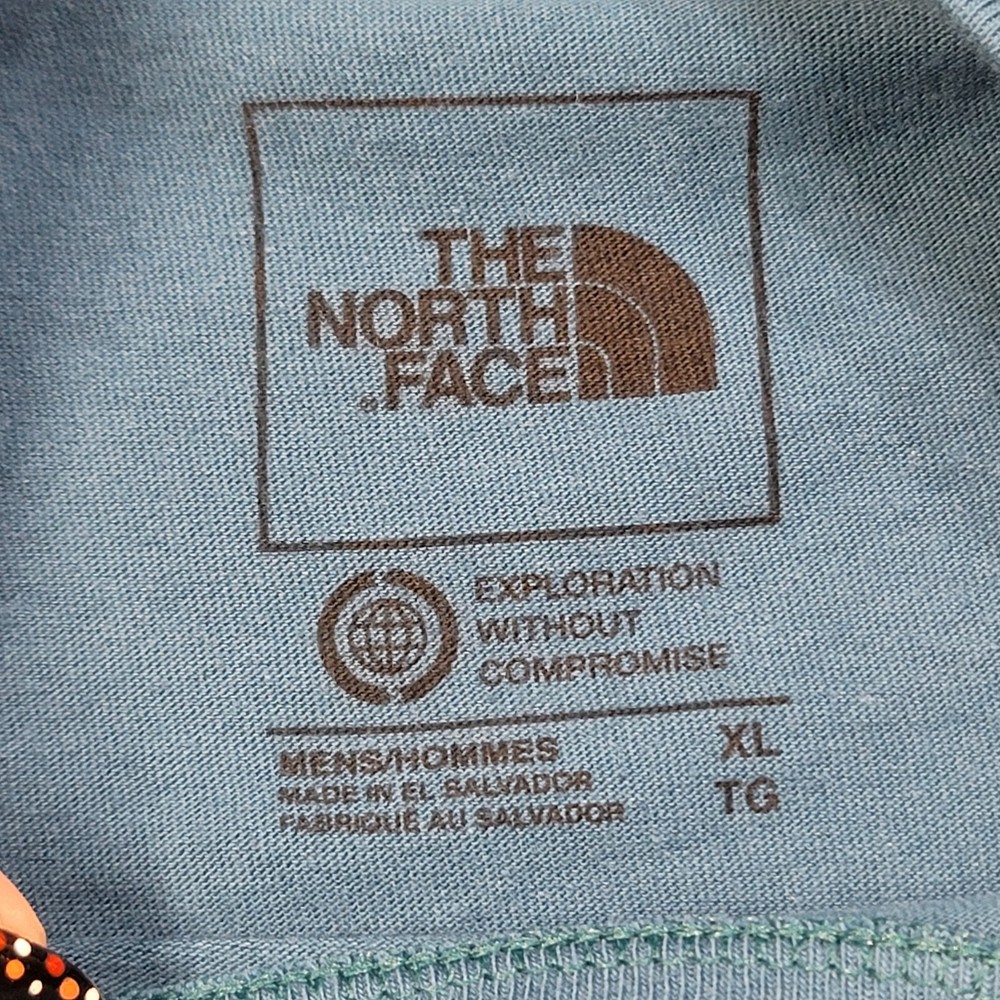 THE
NORTH
FACE®
EXPLORATION
WITHOUT
COMPROMISE
MENS/HOMMES XL
MADE IN EL SALVADOR TG
FABRIQUÉ AU SALVADOR